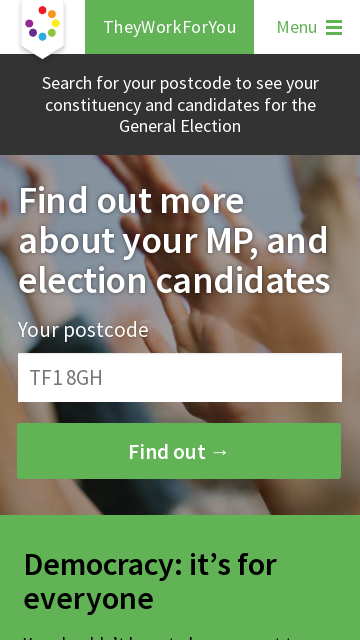 TheyWorkForYou
Menu
Search for your postcode to see your
constituency and candidates for the
General Election
Find out more
about your MP, and
election candidates
Your postcode
TF1 8GH
Find out →
Democracy: it’s for
everyone